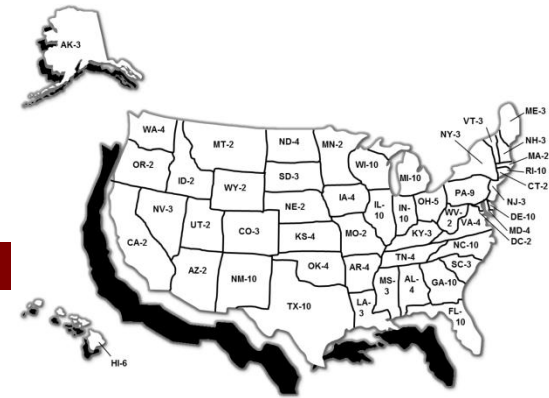 AK-3
ME-3
VT-3
NY-3
NH-3
MA-2
RI-10
CT-2
NJ-3
DE-10
MD-4
DC-2
WA-4
MT-2
ND-4
MN-2
WI-10
MI-10
OR-2
ID-2
WY-2
SD-3
IA-4
IL-
10
IN-
10
OH-5
PA-9
NV-3
UT-2
CO-3
NE-2
KS-4
MO-2
KY-3
WV-
2
VA-4
CA-2
AZ-2
NM-10
OK-4
AR-4
TN-4
NC-10
SC-3
TX-10
LA-
3
MS-
3
AL-
4
GA-10
FL-
10
HI-6